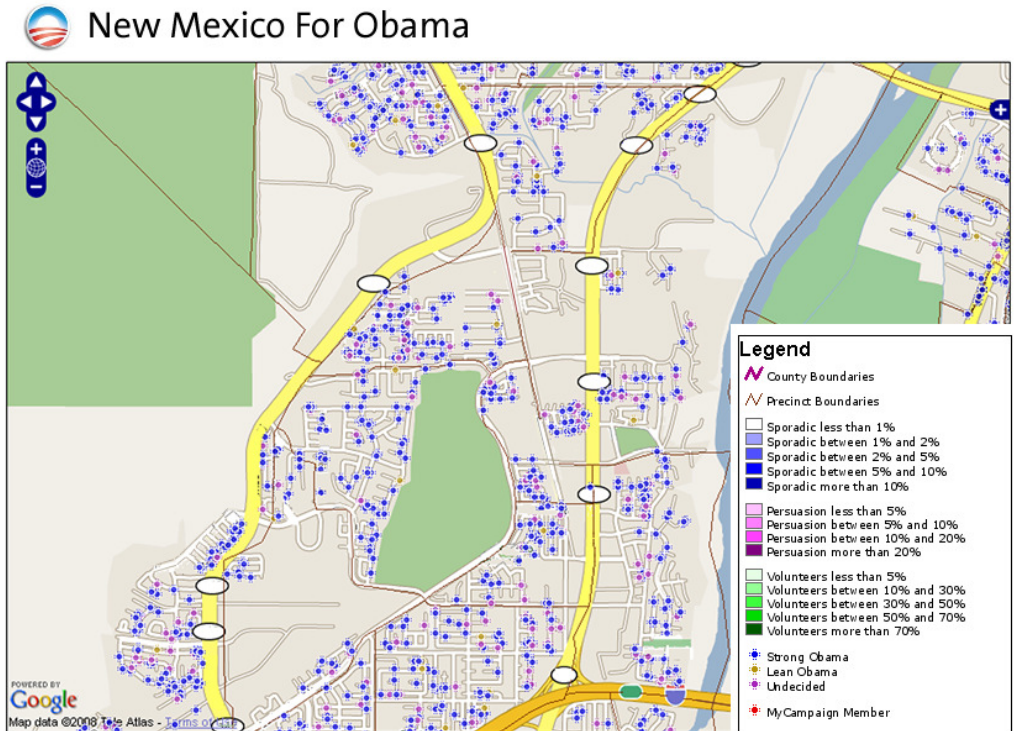 New Mexico For Obama
Legend
County Boundaries
Precinct Boundaries
Sporadic less than 1%
Sporadic between 1% and 2%
Sporadic between 2% and 5%
Sporadic between 5% and 10%
Sporadic more than 10%
Persuasion less than 5%
Persuasion between 5% and 10%
Persuasion between 10% and 20%
Persuasion more than 20%
Volunteers less than 5%
Volunteers between 10% and 30%
Volunteers between 30% and 50%
Volunteers between 50% and 70%
Volunteers more than 70%
Strong Obama
Lean Obama
Undecided
MyCampaign Member
POWERED BY
Google
Map data ©2008 Tele Atlas - Terms of Use